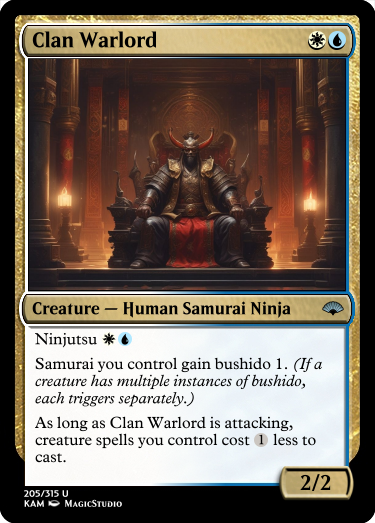 Clan Warlord
Creature — Human Samurai Ninja
Ninjutsu
Samurai you control gain bushido 1. (If a
creature has multiple instances of bushido,
each triggers separately.)
As long as Clan Warlord is attacking,
creature spells you control cost 1 less to
cast.
2/2
205/315 U
KAM MagicStudio